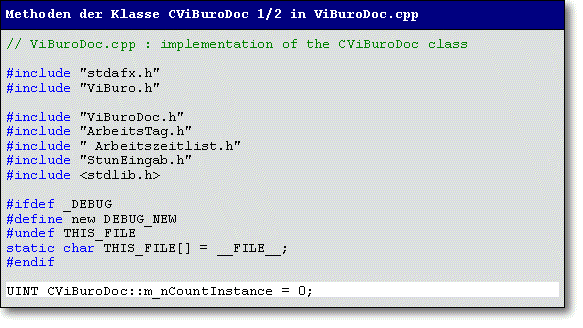 Methoden der Klasse CViBuroDoc 1/2 in ViBuroDoc.cpp
// ViBuroDoc.cpp : implementation of the CViBuroDoc class
#include "stdafx.h"
#include "ViBuro.h"
#include "ViBuroDoc.h"
#include "ArbeitsTag.h"
#include " Arbeitszeitlist.h"
#include "StunEingab.h"
#include <stdlib.h>
#ifdef _DEBUG
#define new DEBUG_NEW
#undef THIS_FILE
static char THIS_FILE[] = __FILE__;
#endif
UINT CViBuroDoc::m_nCountInstance = 0;